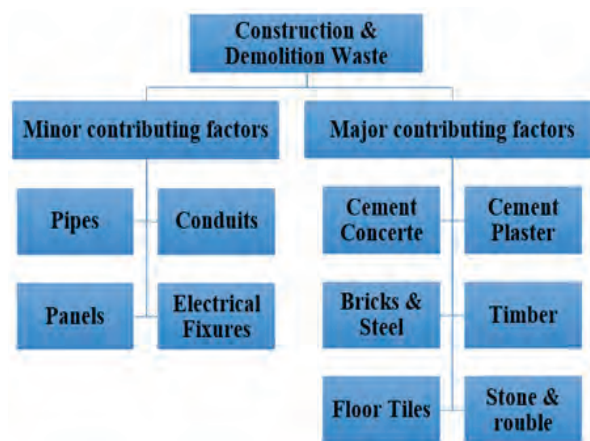 Construction &
Demolition Waste
Minor contributing factors
Major contributing factors
Pipes
Conduits
Panels
Electrical
Fixures
Cement
Concerte
Cement
Plaster
Bricks &
Steel
Timber
Floor Tiles
Stone &
rouble